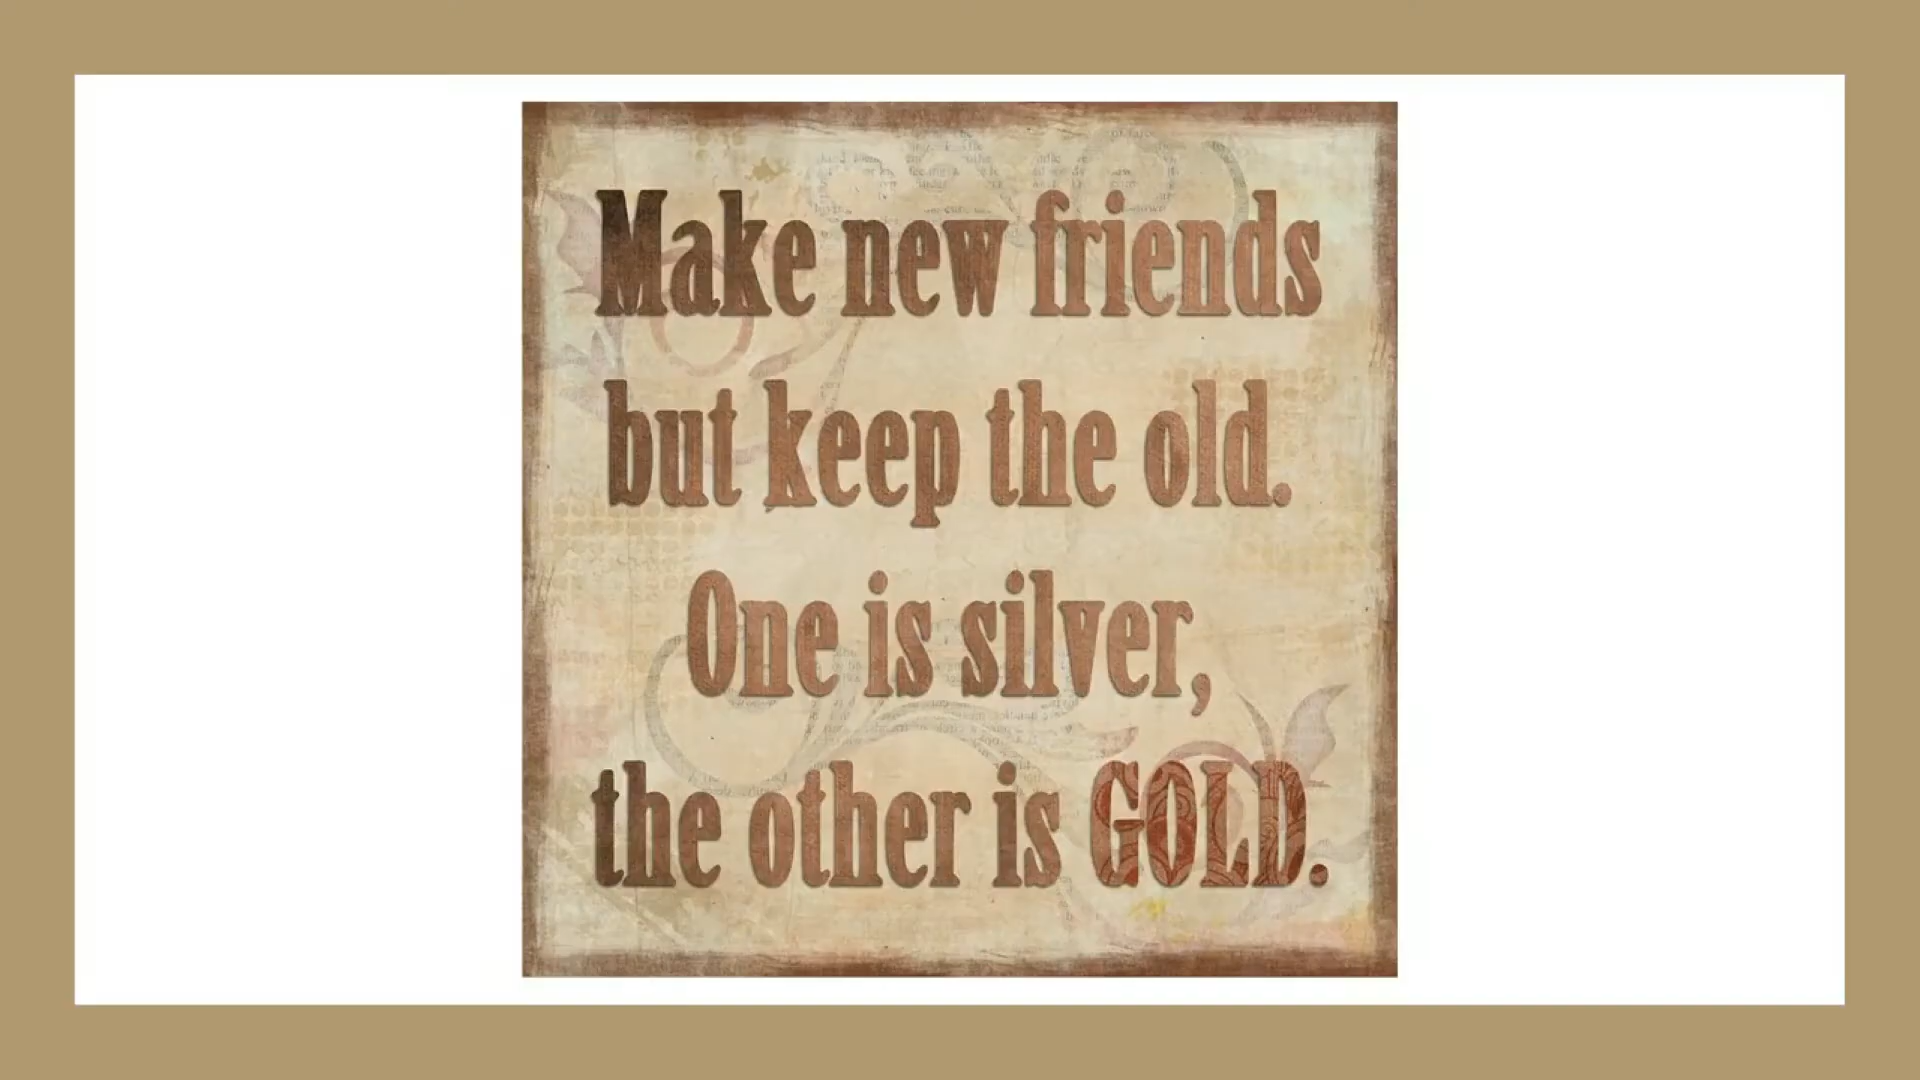 Make new friends
but keep the old.
One is silver,
the other is GOLD.